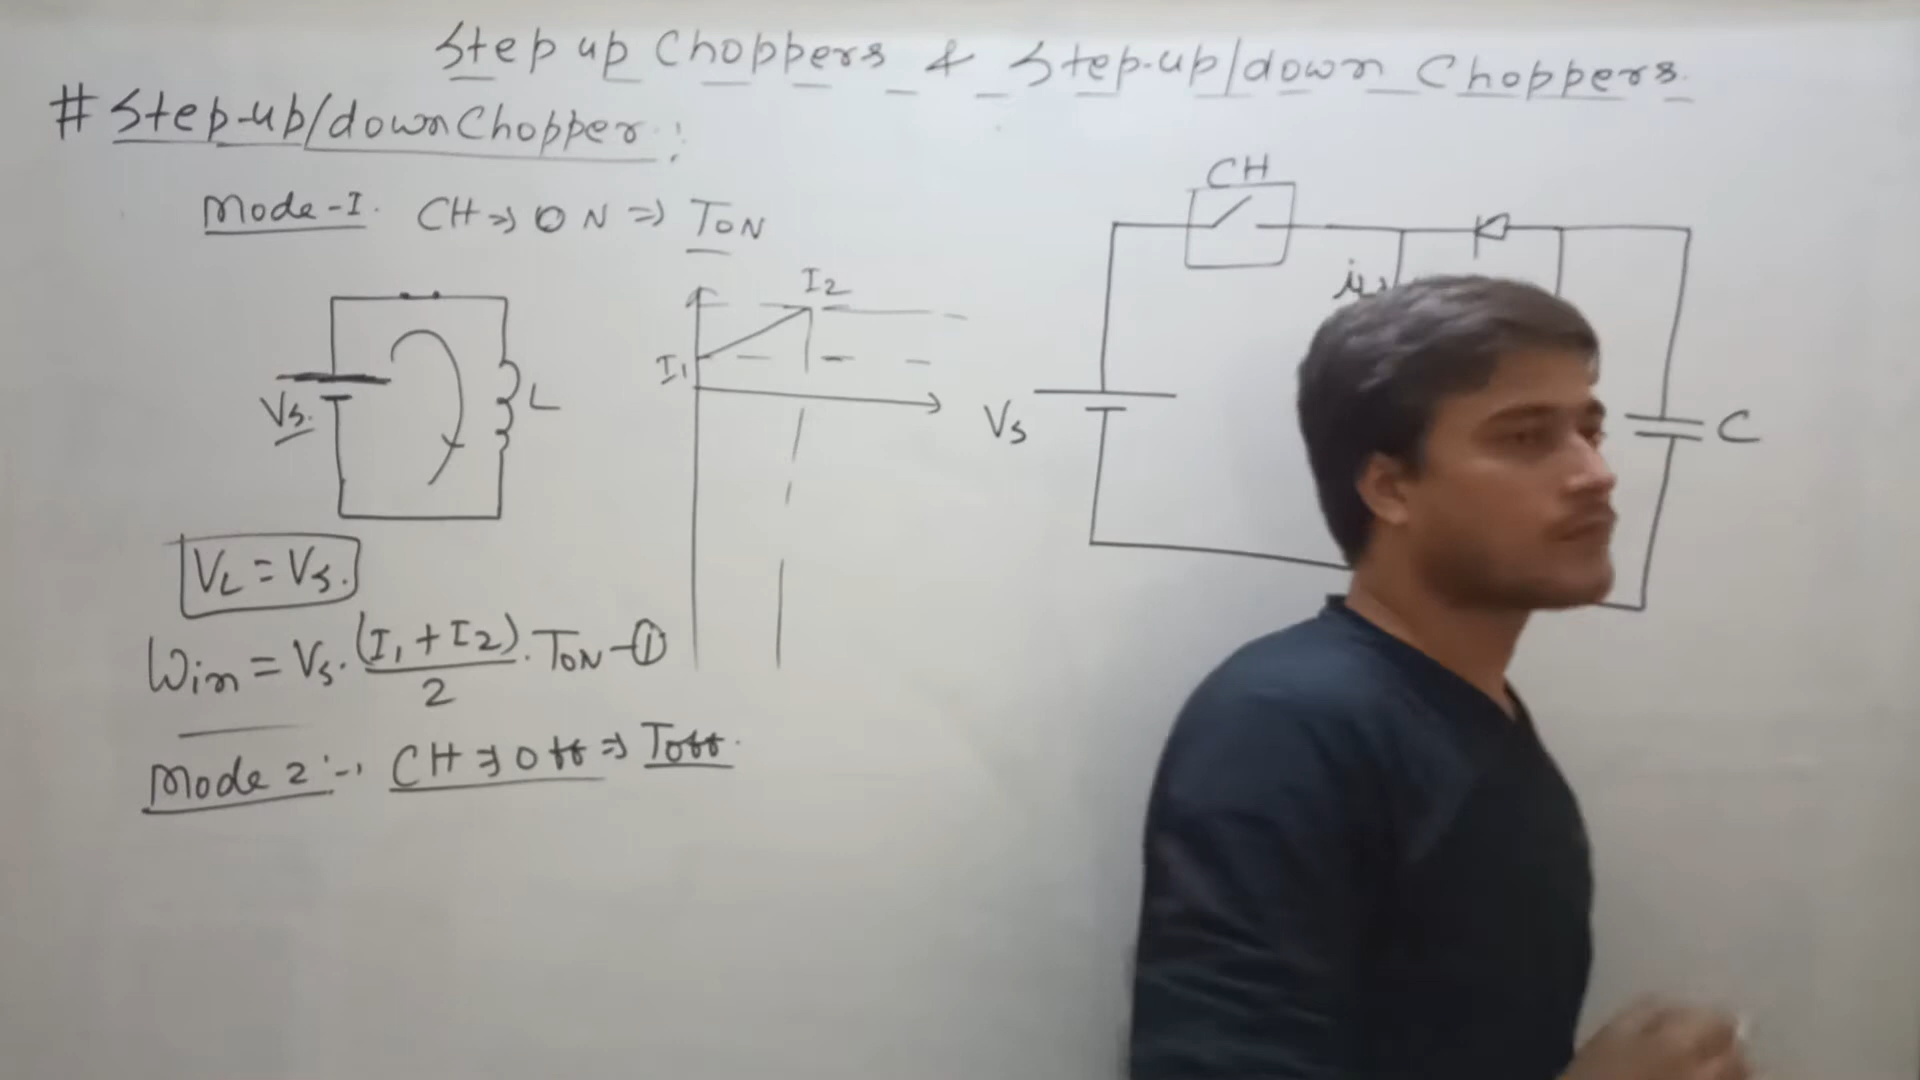 Step up Choppers & Step-up/down Choppers.
# Step-up/down Chopper :
Mode-I. CH ⇒ ON ⇒ TON
CH
I2
I1
iL
Vs.
L
Vs
C
VL = Vs.
Win = Vs. (I1 + I2)/2 . TON -①
Mode 2 :- CH ⇒ Off ⇒ Toff.